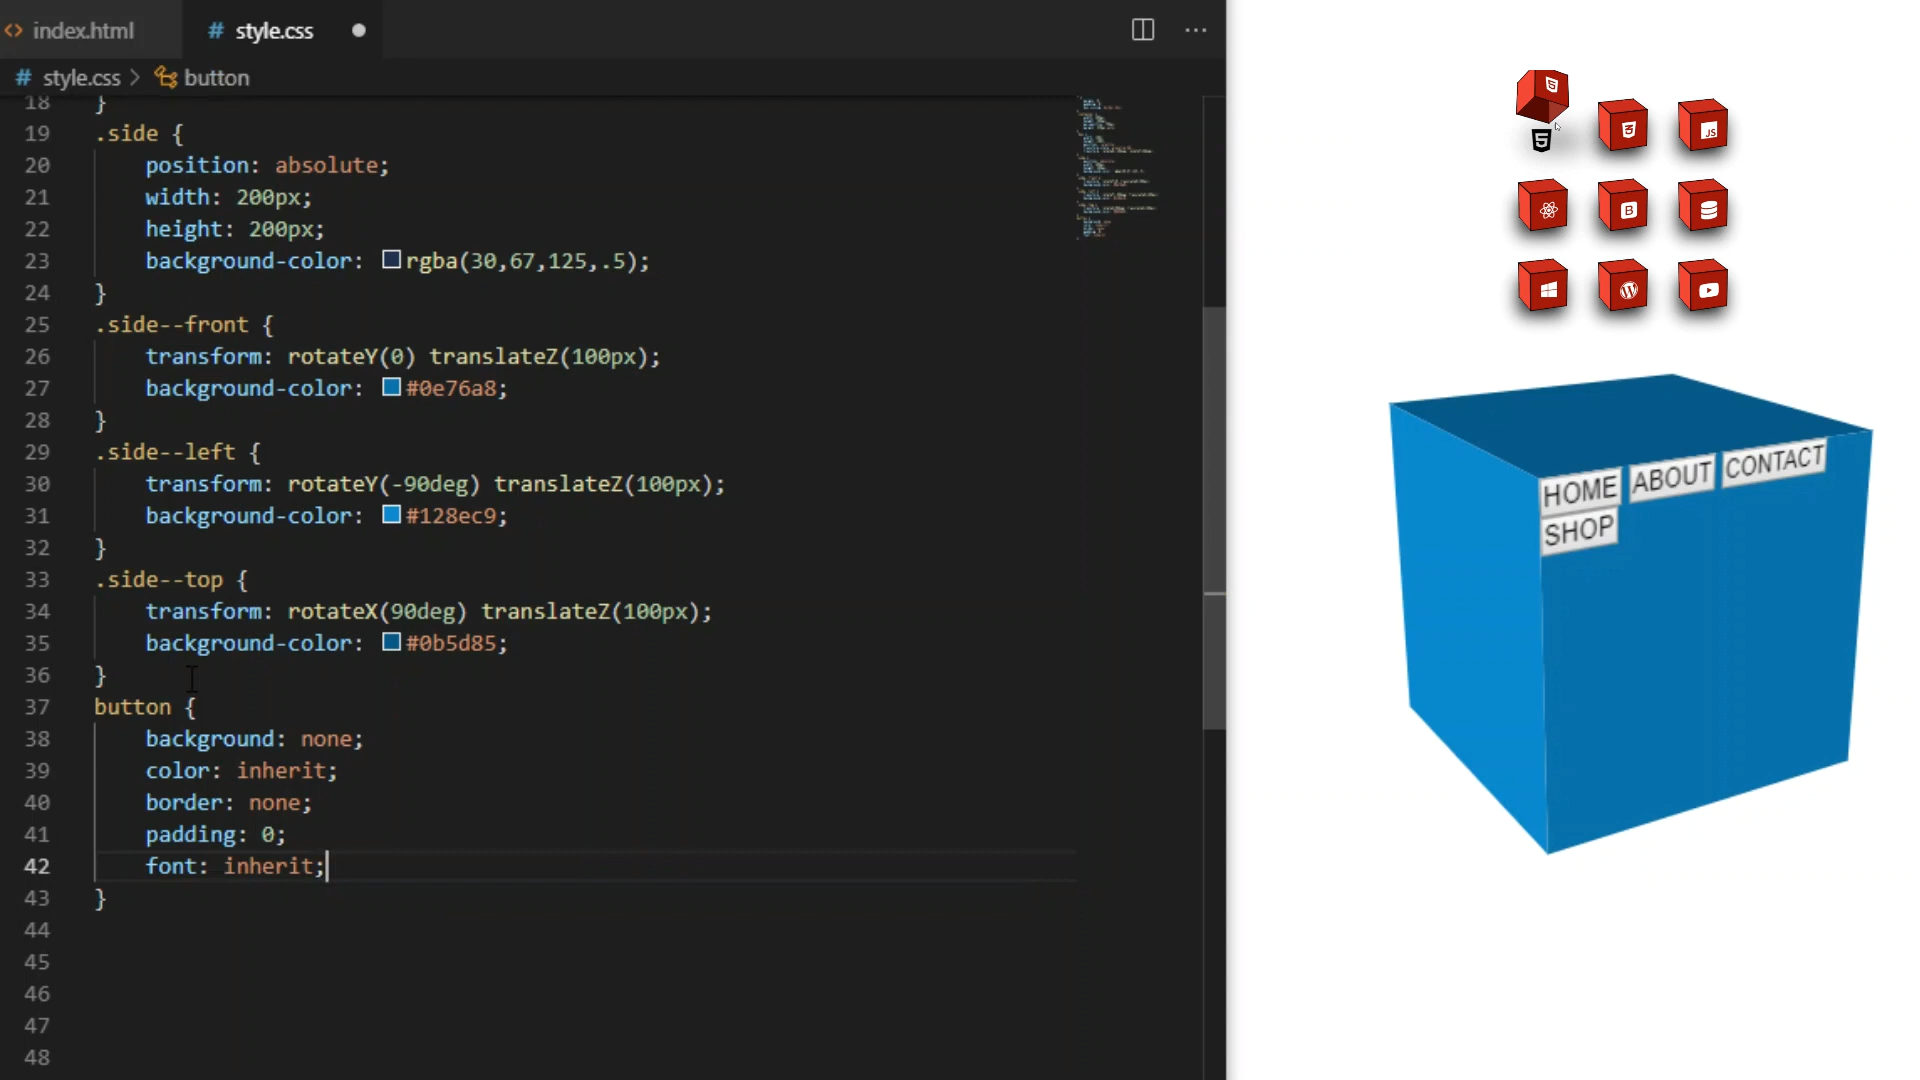 index.html
# style.css
# style.css > button
18 }
19 .side {
20 position: absolute;
21 width: 200px;
22 height: 200px;
23 background-color: rgba(30,67,125,.5);
24 }
25 .side--front {
26 transform: rotateY(0) translateZ(100px);
27 background-color: #0e76a8;
28 }
29 .side--left {
30 transform: rotateY(-90deg) translateZ(100px);
31 background-color: #128ec9;
32 }
33 .side--top {
34 transform: rotateX(90deg) translateZ(100px);
35 background-color: #0b5d85;
36 }
37 button {
38 background: none;
39 color: inherit;
40 border: none;
41 padding: 0;
42 font: inherit;
43 }
44
45
46
47
48
JS
B
HOME ABOUT CONTACT
SHOP